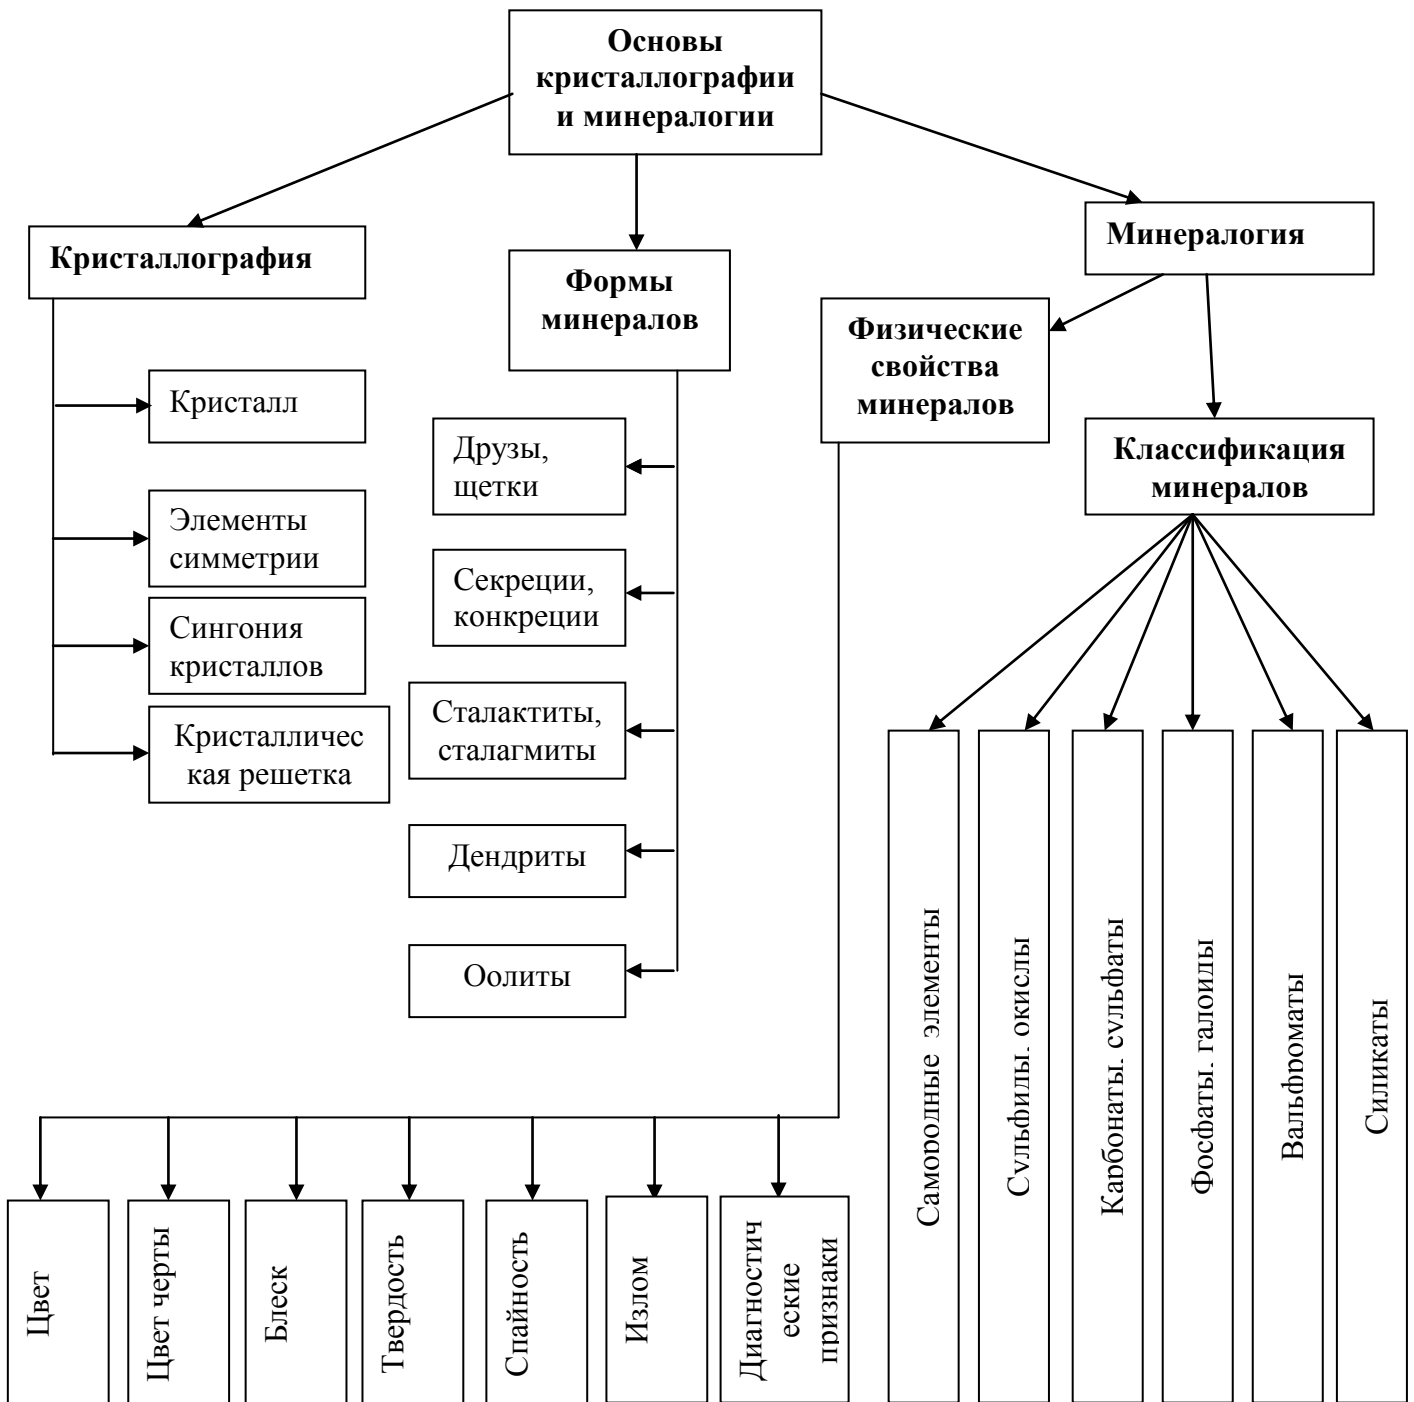 Основы
кристаллографии
и минералогии
Кристаллография
Формы
минералов
Минералогия
Физические
свойства
минералов
Классификация
минералов
Кристалл
Элементы
симметрии
Сингония
кристаллов
Кристалличес
кая решетка
Друзы,
щетки
Секреции,
конкреции
Сталактиты,
сталагмиты
Дендриты
Оолиты
Самородные элементы
Сульфиды, окислы
Карбонаты, сульфаты
Фосфаты, галоиды
Вальфроматы
Силикаты
Цвет
Цвет черты
Блеск
Твердость
Спайность
Излом
Диагностич
еские
признаки